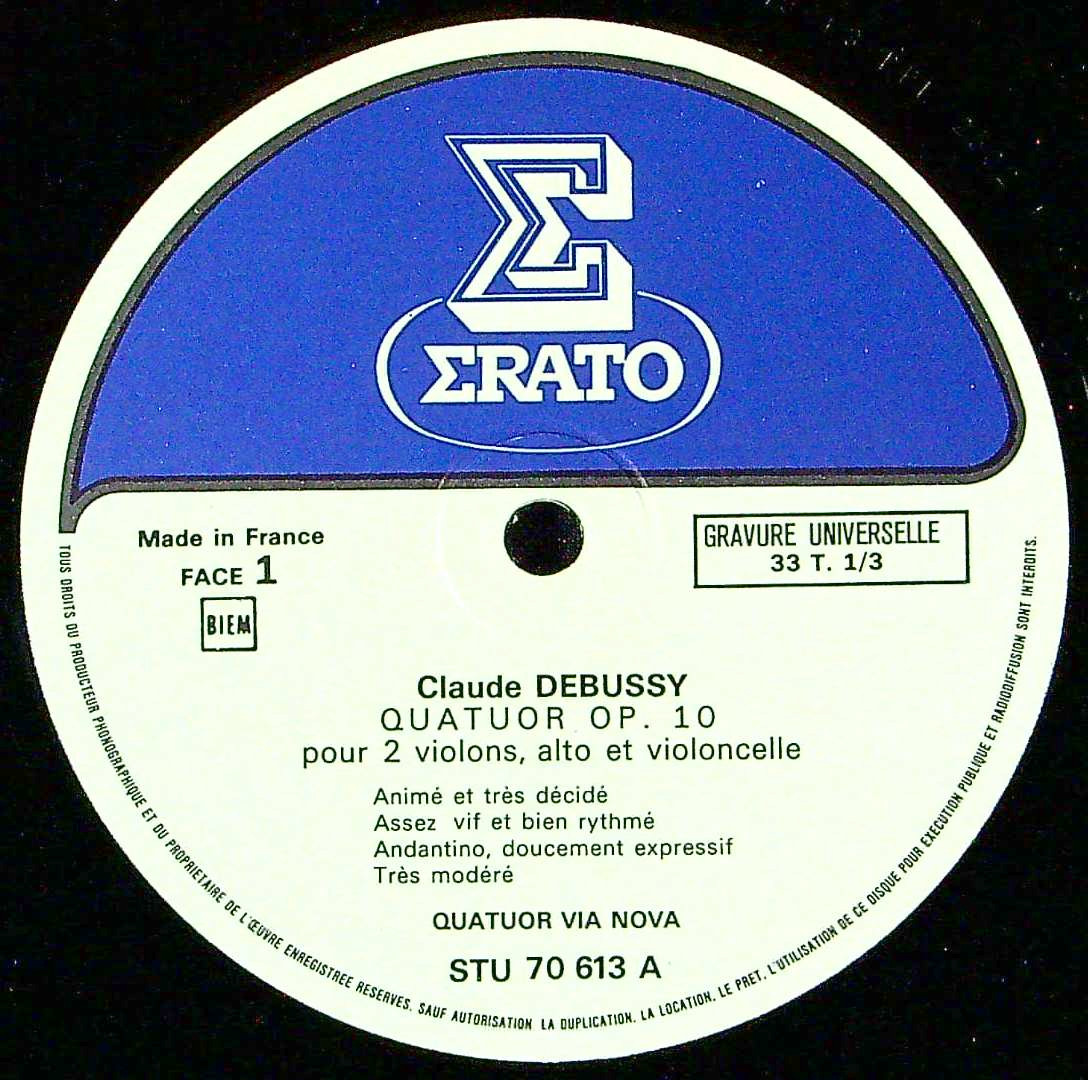 Σ
ΣRATO
Made in France
FACE 1
BIEM
GRAVURE UNIVERSELLE
33 T. 1/3
Claude DEBUSSY
QUATUOR OP. 10
pour 2 violons, alto et violoncelle
Animé et très décidé
Assez vif et bien rythmé
Andantino, doucement expressif
Très modéré
QUATUOR VIA NOVA
STU 70 613 A
TOUS DROITS DU PRODUCTEUR PHONOGRAPHIQUE ET DU PROPRIETAIRE DE L'ŒUVRE ENREGISTREE RESERVES. SAUF AUTORISATION LA DUPLICATION. LA LOCATION. LE PRET. L'UTILISATION DE CE DISQUE POUR EXECUTION PUBLIQUE ET RADIODIFFUSION SONT INTERDITS.